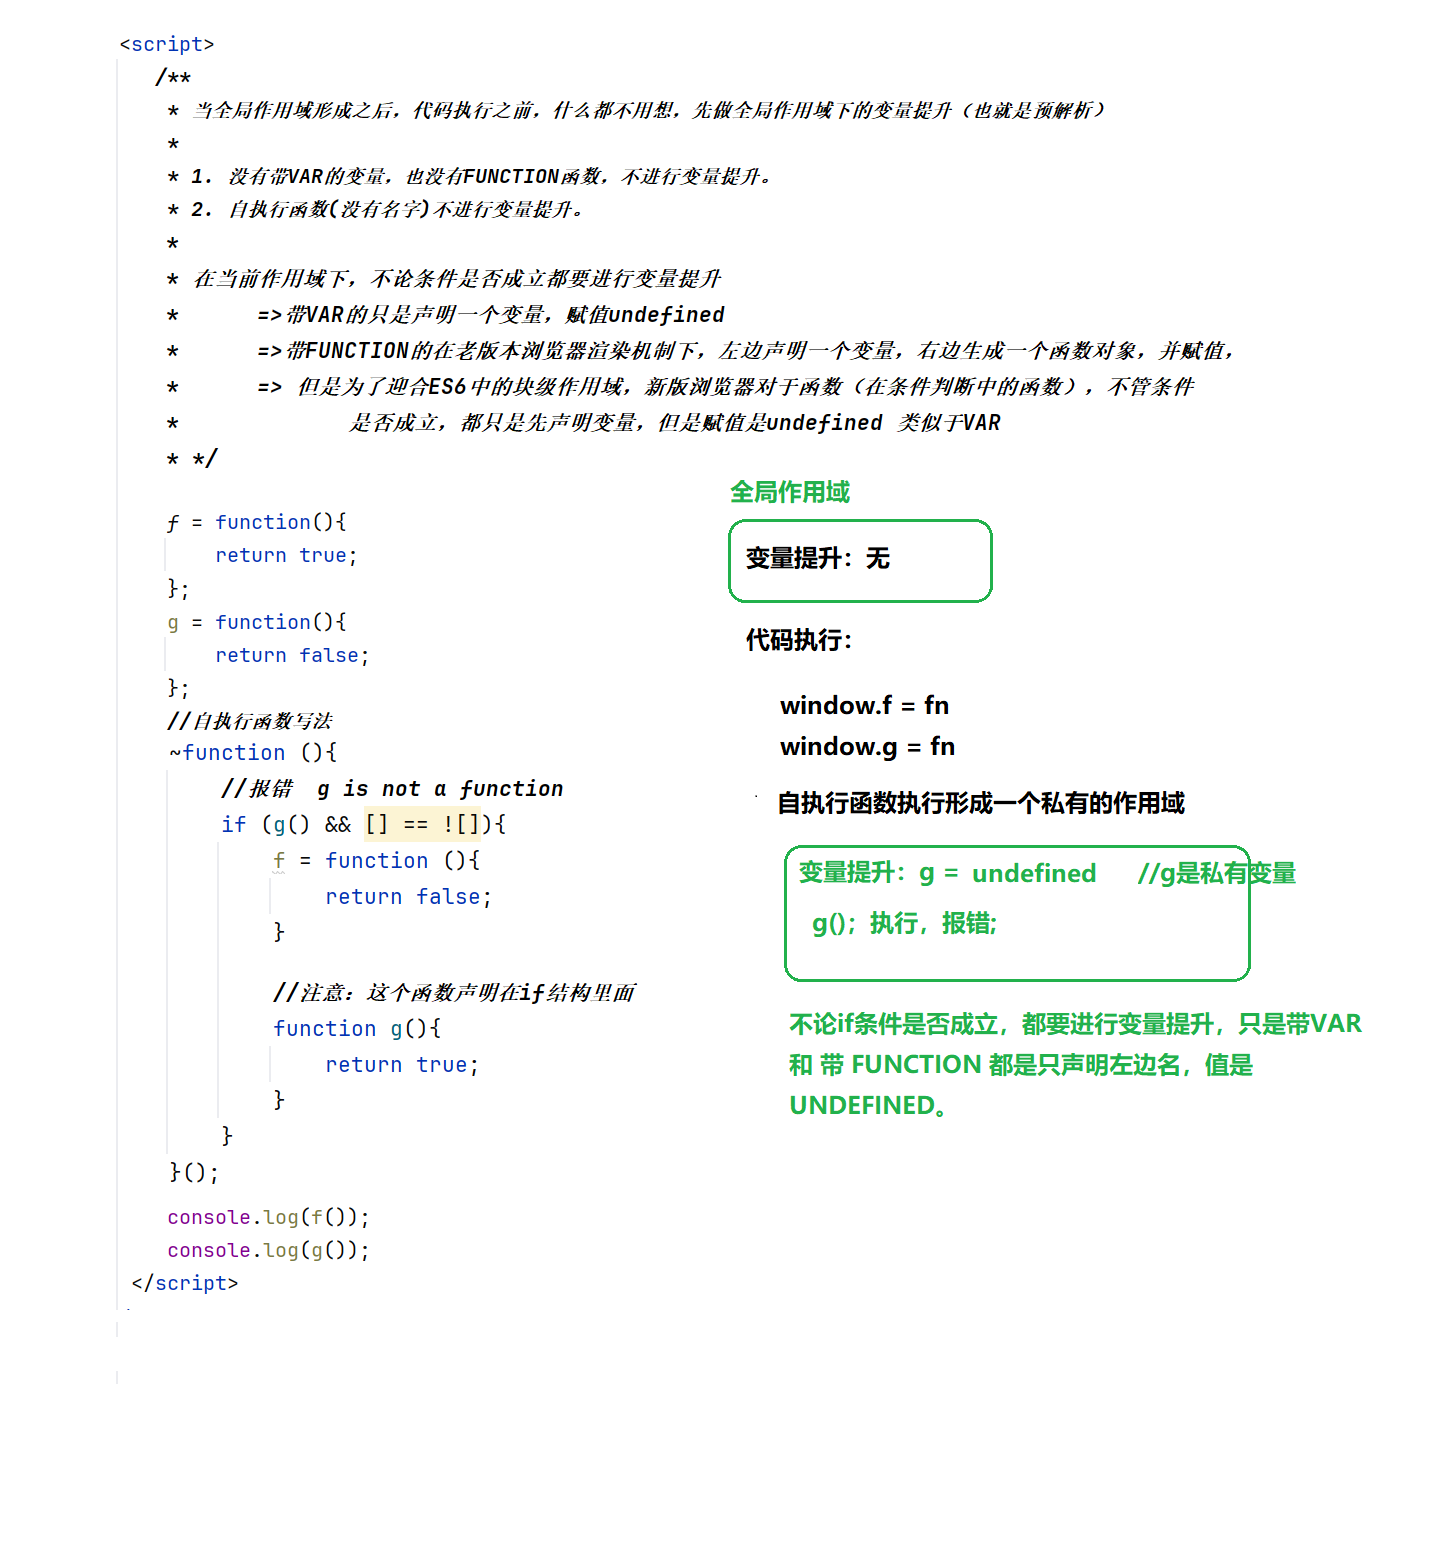 <script>
/**
* 当全局作用域形成之后，代码执行之前，什么都不用想，先做全局作用域下的变量提升（也就是预解析）
*
* 1. 没有带VAR的变量，也没有FUNCTION函数，不进行变量提升。
* 2. 自执行函数(没有名字)不进行变量提升。
*
* 在当前作用域下，不论条件是否成立都要进行变量提升
* =>带VAR的只是声明一个变量，赋值undefined
* =>带FUNCTION的在老版本浏览器渲染机制下，左边声明一个变量，右边生成一个函数对象，并赋值，
* => 但是为了迎合ES6中的块级作用域，新版浏览器对于函数（在条件判断中的函数），不管条件
* 是否成立，都只是先声明变量，但是赋值是undefined 类似于VAR
* */
f = function(){
return true;
};
g = function(){
return false;
};
//自执行函数写法
~function (){
//报错 g is not a function
if (g() && [] == ![]){
f = function (){
return false;
}
//注意：这个函数声明在if结构里面
function g(){
return true;
}
}
}();
console.log(f());
console.log(g());
</script>
全局作用域
变量提升：无
代码执行：
window.f = fn
window.g = fn
自执行函数执行形成一个私有的作用域
变量提升：g = undefined //g是私有变量
g()；执行，报错;
不论if条件是否成立，都要进行变量提升，只是带VAR
和 带 FUNCTION 都是只声明左边名，值是
UNDEFINED。